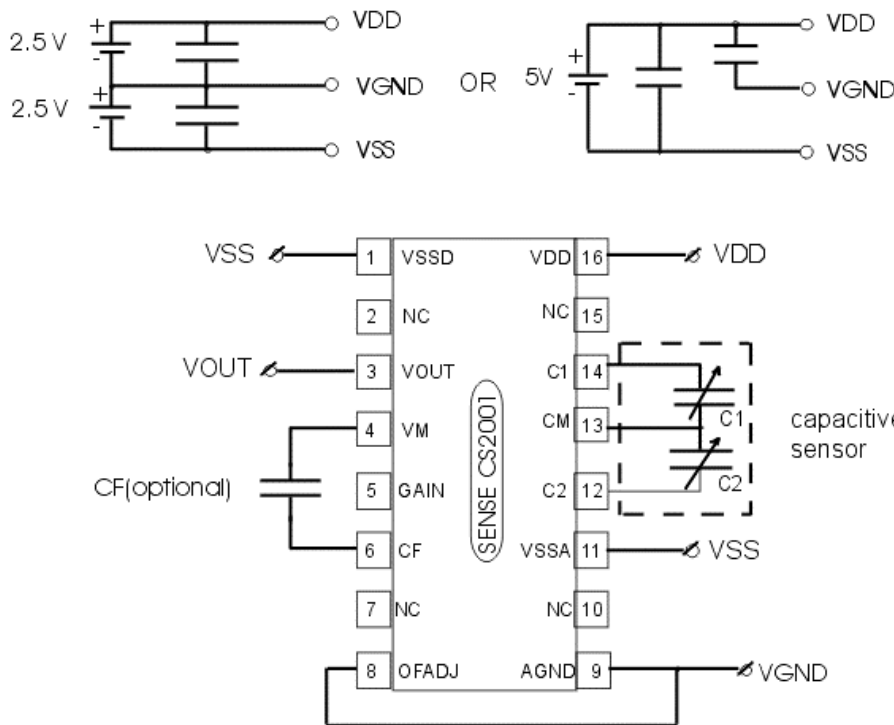 VDD
2.5 V
+
-
VGND
2.5 V
+
-
VSS
OR
5V
+
-
VDD
VGND
VSS
VSS
1
VSSD
VDD
16
VDD
2
NC
NC
15
VOUT
3
VOUT
C1
14
4
VM
CM
13
C1
capacitive
sensor
CF(optional)
5
GAIN
C2
12
C2
6
CF
VSSA
11
VSS
7
NC
NC
10
8
OFADJ
AGND
9
VGND
SENSE CS2001